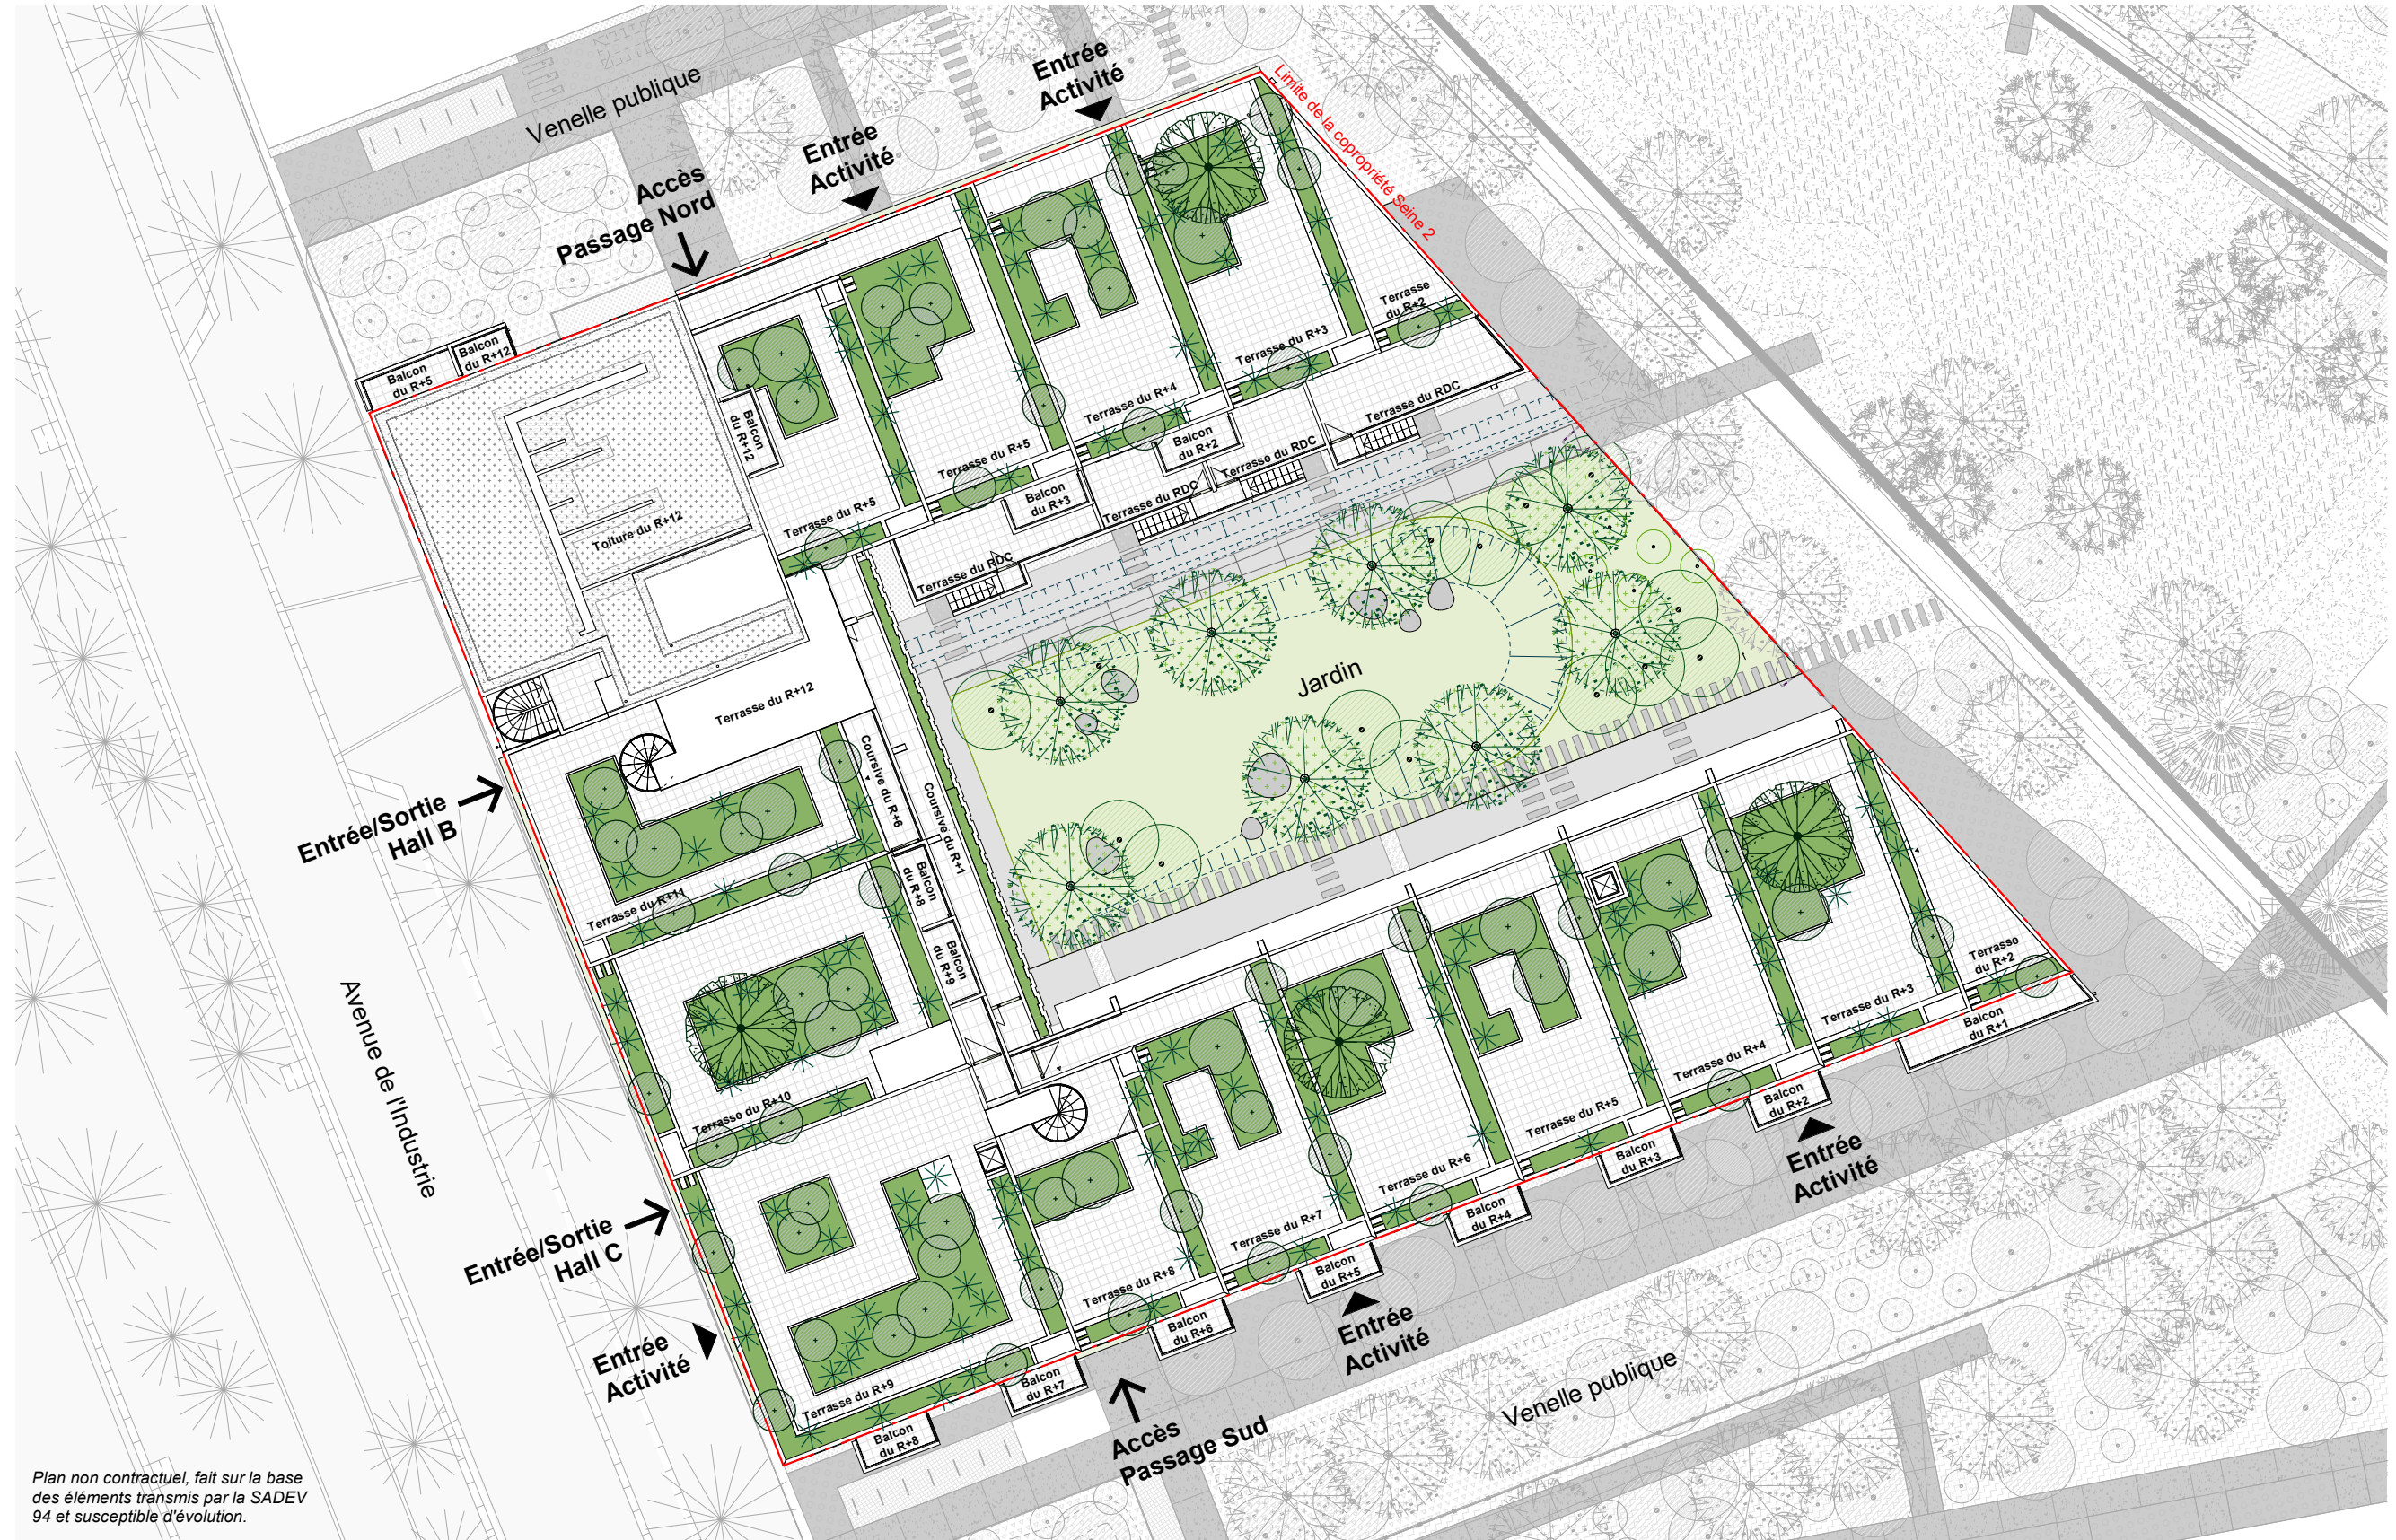 Venelle publique
Entrée
Activité
Entrée
Activité
Limite de la copropriété Seine 2
Accès
Passage Nord
Balcon
du R+5
Balcon
du R+12
Balcon
du R+12
Toiture du R+12
Terrasse du R+5
Terrasse du R+5
Terrasse du R+4
Terrasse du R+3
Terrasse
du R+2
Balcon
du R+3
Balcon
du R+2
Terrasse du RDC
Terrasse du RDC
Terrasse du RDC
Terrasse du RDC
Jardin
Terrasse du R+12
Coursive du R+6
Coursive du R+1
Entrée/Sortie
Hall B
Terrasse du R+11
Balcon
du R+8
Balcon
du R+9
Avenue de l'Industrie
Terrasse du R+10
Entrée/Sortie
Hall C
Entrée
Activité
Terrasse du R+9
Terrasse du R+8
Terrasse du R+7
Terrasse du R+6
Terrasse du R+5
Terrasse du R+4
Terrasse du R+3
Terrasse
du R+2
Balcon
du R+8
Balcon
du R+7
Balcon
du R+6
Balcon
du R+5
Balcon
du R+4
Balcon
du R+3
Balcon
du R+2
Balcon
du R+1
Entrée
Activité
Entrée
Activité
Accès
Passage Sud
Venelle publique
Plan non contractuel, fait sur la base
des éléments transmis par la SADEV
94 et susceptible d'évolution.